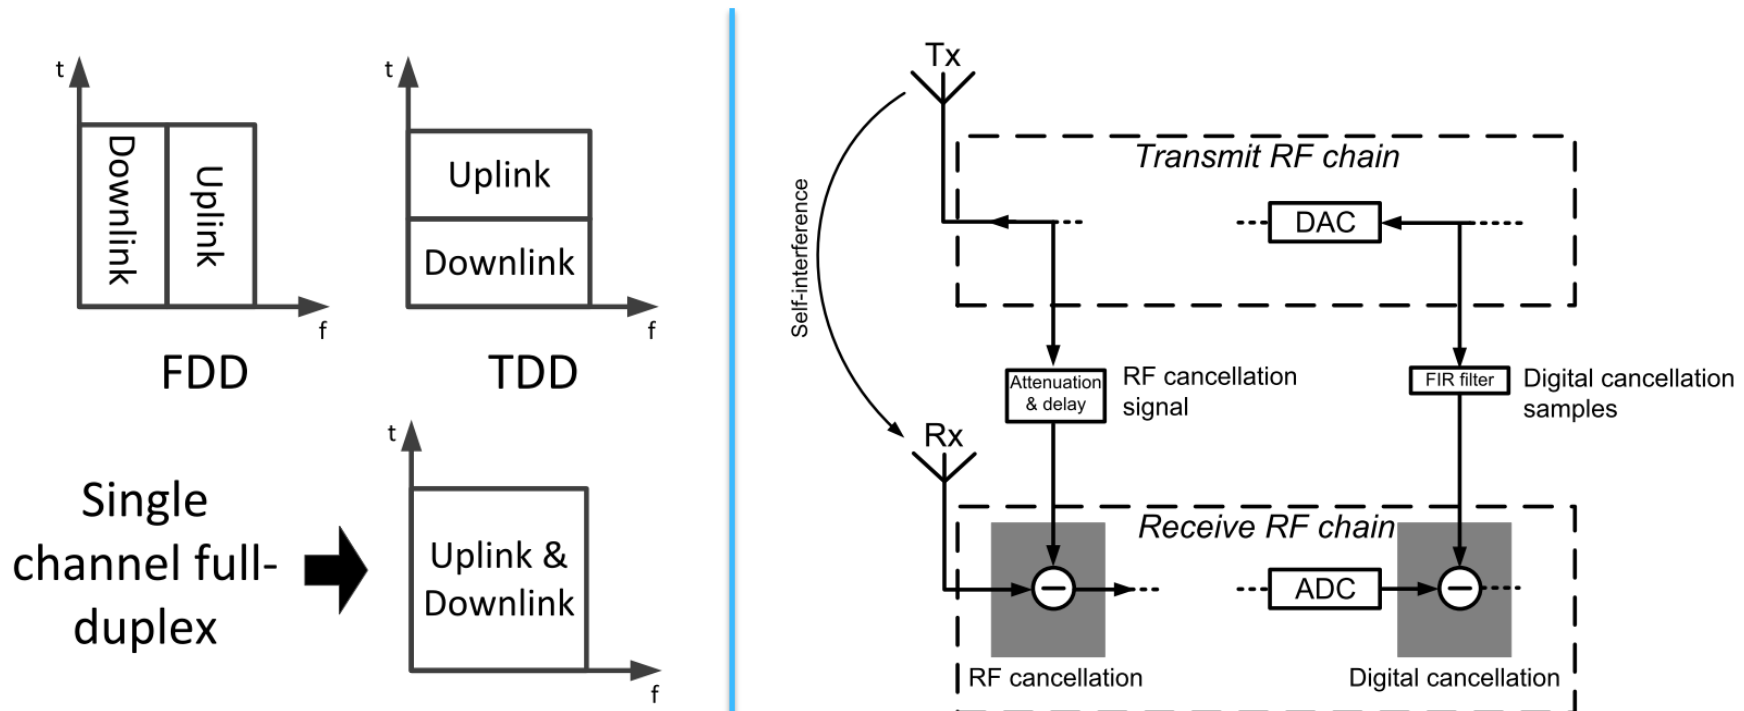 t
Downlink
Uplink
f
FDD
t
Uplink
Downlink
f
TDD
Single
channel full-
duplex
t
Uplink &
Downlink
f
Tx
Self-interference
Transmit RF chain
DAC
Attenuation
& delay
RF cancellation
signal
FIR filter
Digital cancellation
samples
Rx
Receive RF chain
ADC
RF cancellation
Digital cancellation